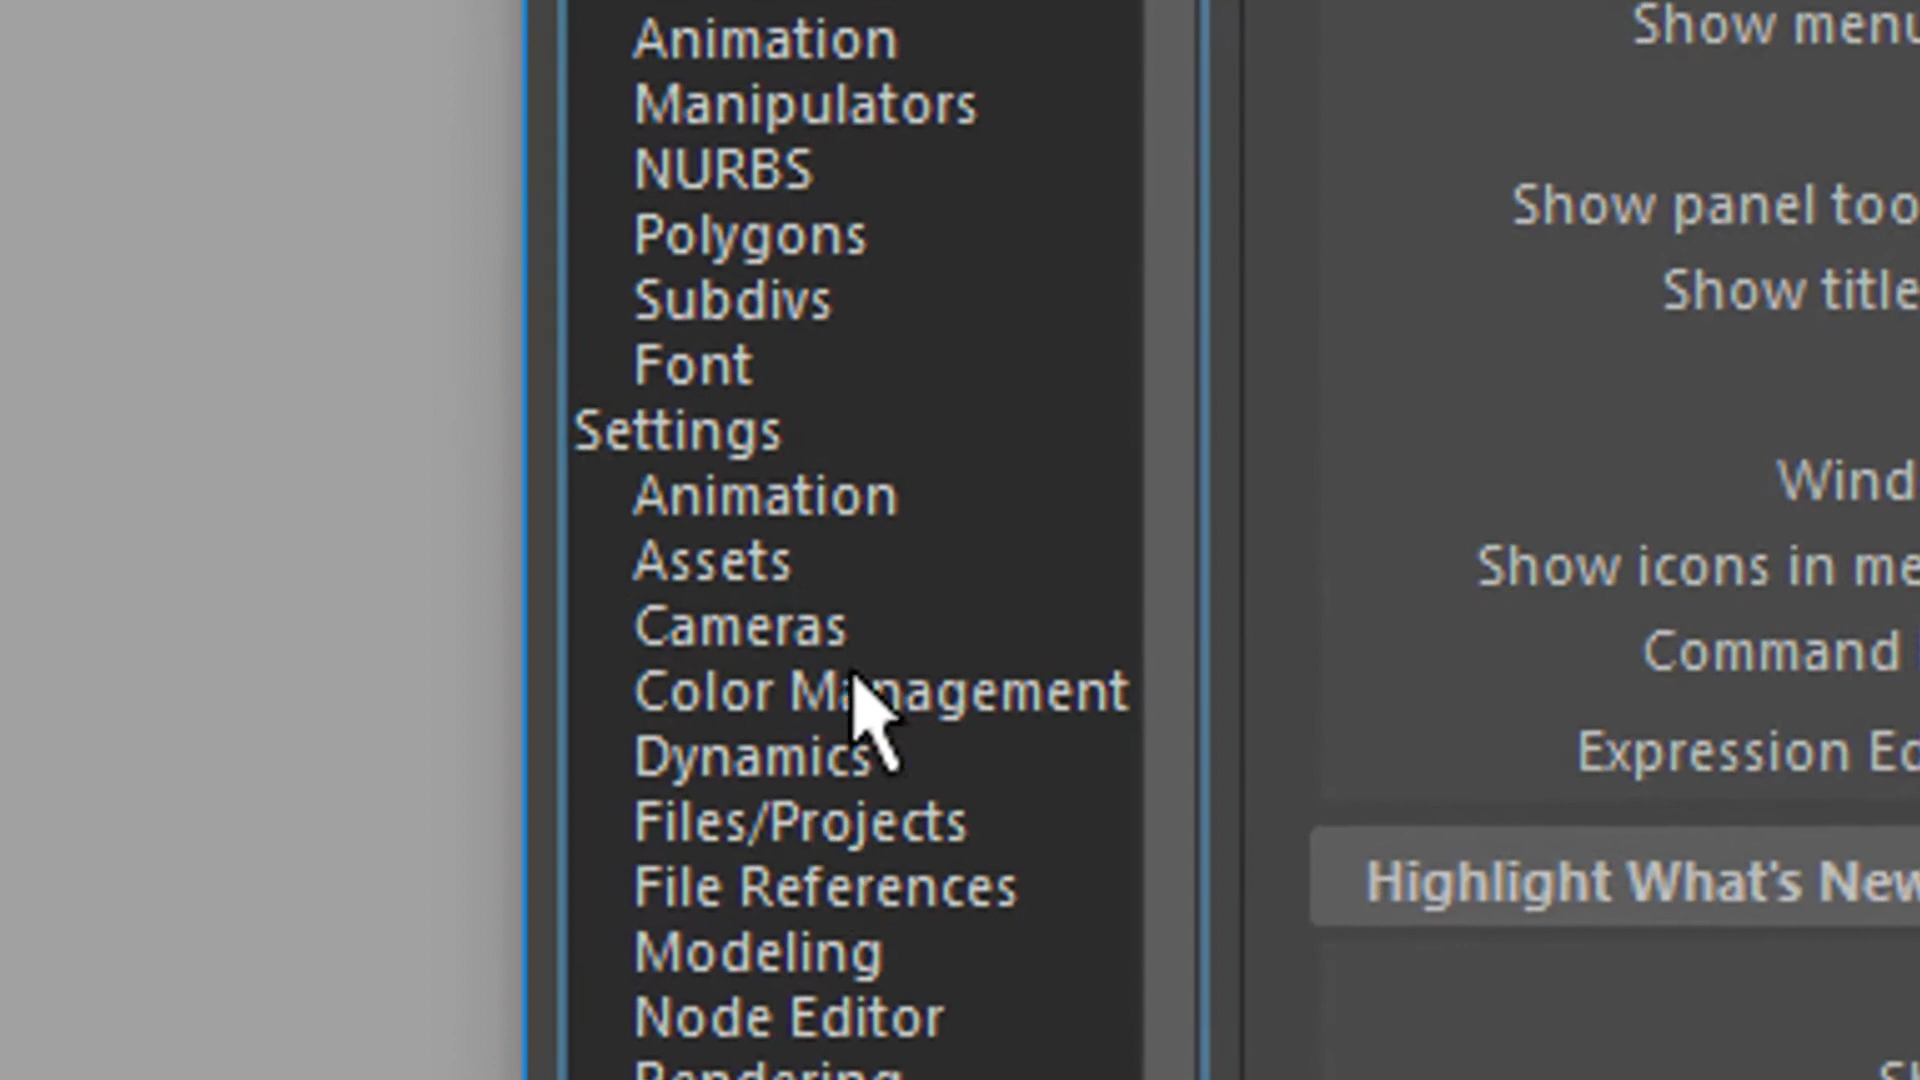 Animation
Manipulators
NURBS
Polygons
Subdivs
Font
Settings
Animation
Assets
Cameras
Color Management
Dynamics
Files/Projects
File References
Modeling
Node Editor
Rendering
Show menu
Show panel too
Show title
Wind
Show icons in me
Command
Expression Ed
Highlight What's New